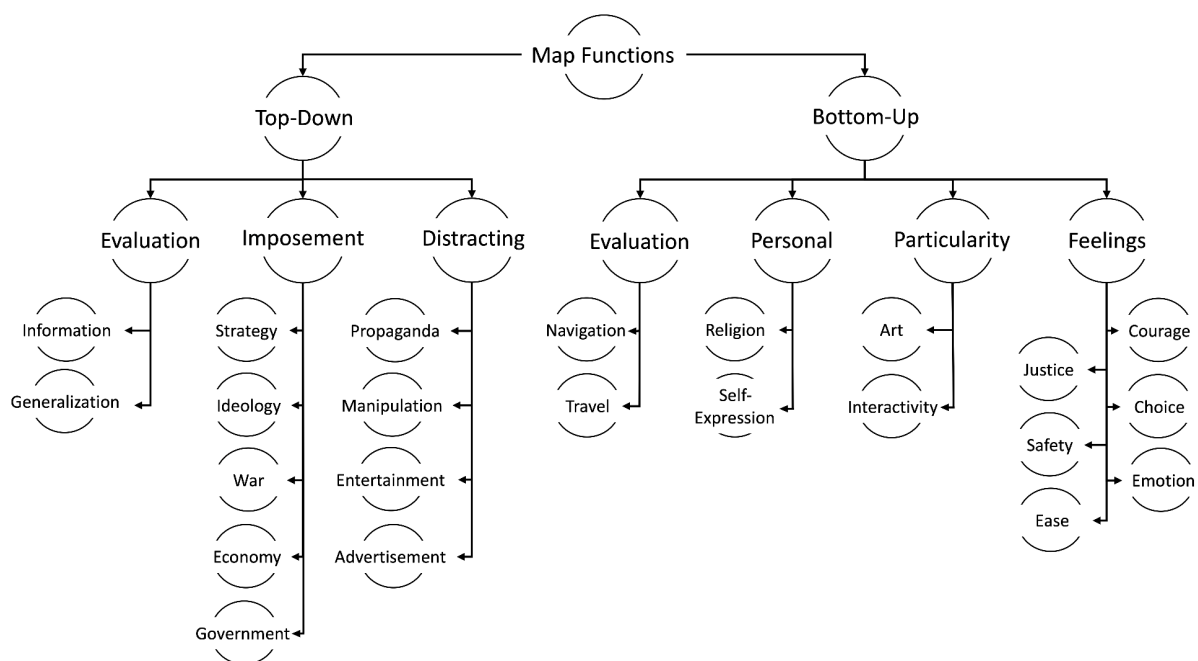 Map Functions
Top-Down
Bottom-Up
Evaluation
Imposement
Distracting
Evaluation
Personal
Particularity
Feelings
Information
Generalization
Strategy
Ideology
War
Economy
Government
Propaganda
Manipulation
Entertainment
Advertisement
Navigation
Travel
Religion
Self-
Expression
Art
Interactivity
Courage
Justice
Choice
Safety
Emotion
Ease